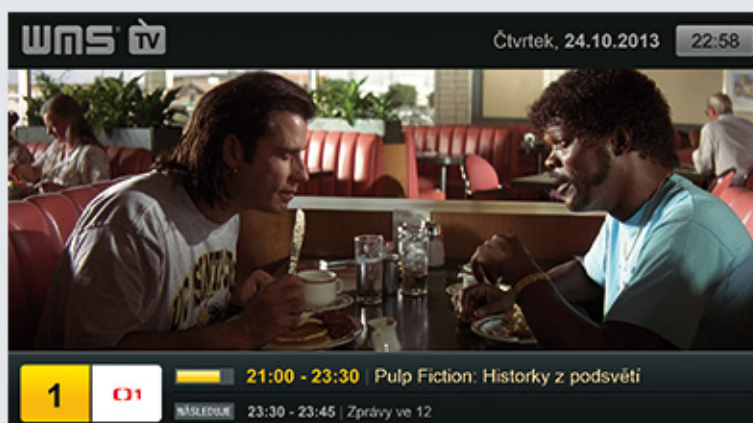 WMS TV
Čtvrtek, 24.10.2013 22:58
1 1 21:00 - 23:30 | Pulp Fiction: Historky z podsvětí
NÁSLEDUJE 23:30 - 23:45 | Zprávy ve 12